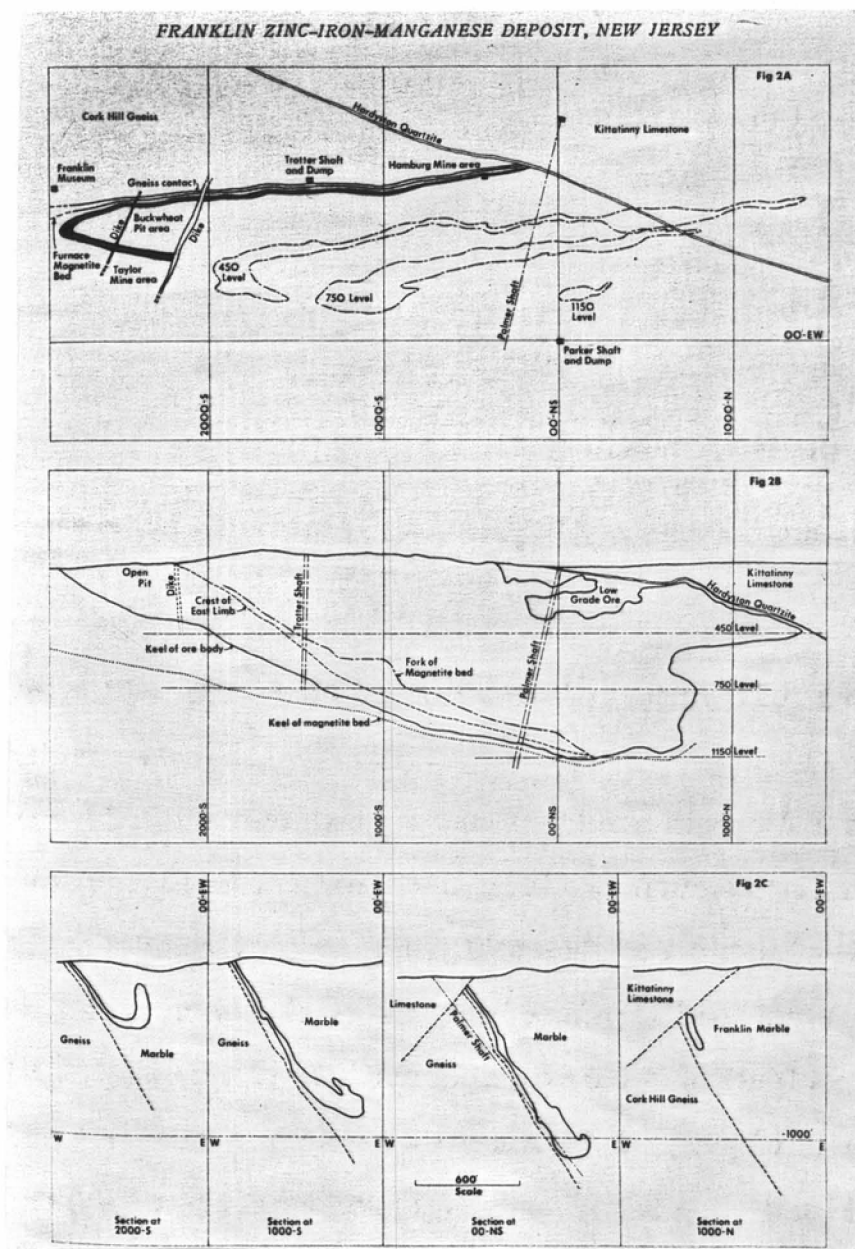 FRANKLIN ZINC-IRON-MANGANESE DEPOSIT, NEW JERSEY
Fig 2A
Cork Hill Gneiss
Hardyston Quartzite
Kittatinny Limestone
Franklin
Museum
Gneiss contact
Trotter Shaft
and Dump
Hamburg Mine area
Dike
Buckwheat
Pit area
Dike
Furnace
Magnetite
Bed
Taylor
Mine area
450
Level
750 Level
Palmer Shaft
1150
Level
00'-EW
Parker Shaft
and Dump
2000'-S
1000'-S
00'-NS
1000'-N
Fig 2B
Open
Pit
Dike
Crest of
East Limb
Trotter Shaft
Low
Grade Ore
Kittatinny
Limestone
Hardyston Quartzite
450 Level
Keel of ore body
Fork of
Magnetite bed
Palmer Shaft
750 Level
Keel of magnetite bed
1150 Level
2000'-S
1000'-S
00'-NS
1000'-N
Fig 2C
00'-EW
00'-EW
00'-EW
00'-EW
Gneiss
Marble
Gneiss
Marble
Limestone
Palmer Shaft
Gneiss
Marble
Kittatinny
Limestone
Franklin Marble
Cork Hill Gneiss
-1000'
W
E
W
E
W
E
W
E
600'
Scale
Section at
2000-S
Section at
1000-S
Section at
00-NS
Section at
1000-N